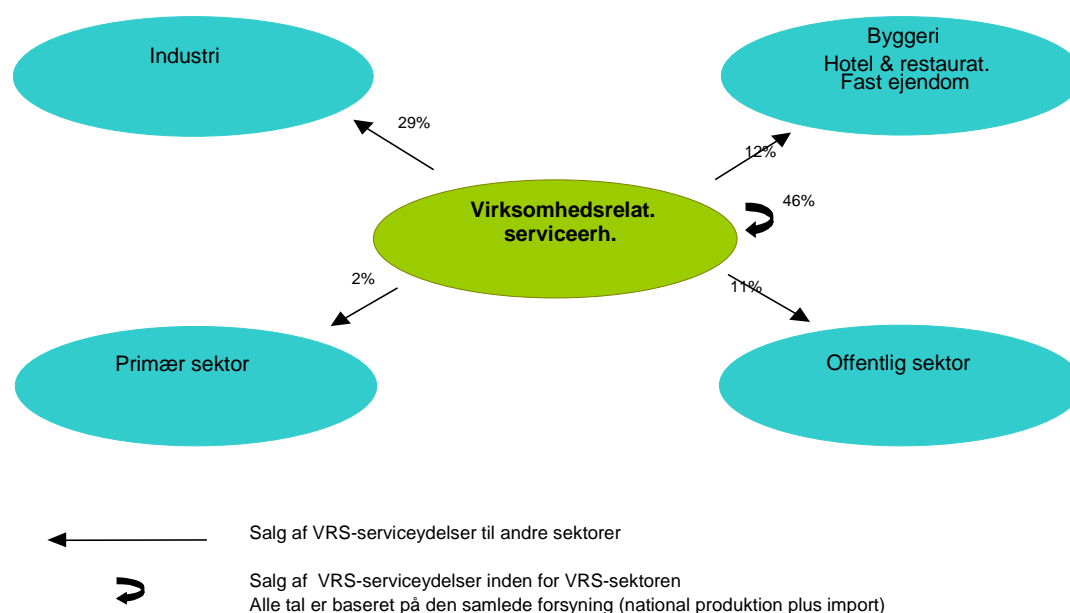 Industri
Byggeri
Hotel & restaurat.
Fast ejendom
29%
12%
Virksomhedsrelat.
serviceerh.
46%
2%
11%
Primær sektor
Offentlig sektor
Salg af VRS-serviceydelser til andre sektorer
Salg af VRS-serviceydelser inden for VRS-sektoren
Alle tal er baseret på den samlede forsyning (national produktion plus import)